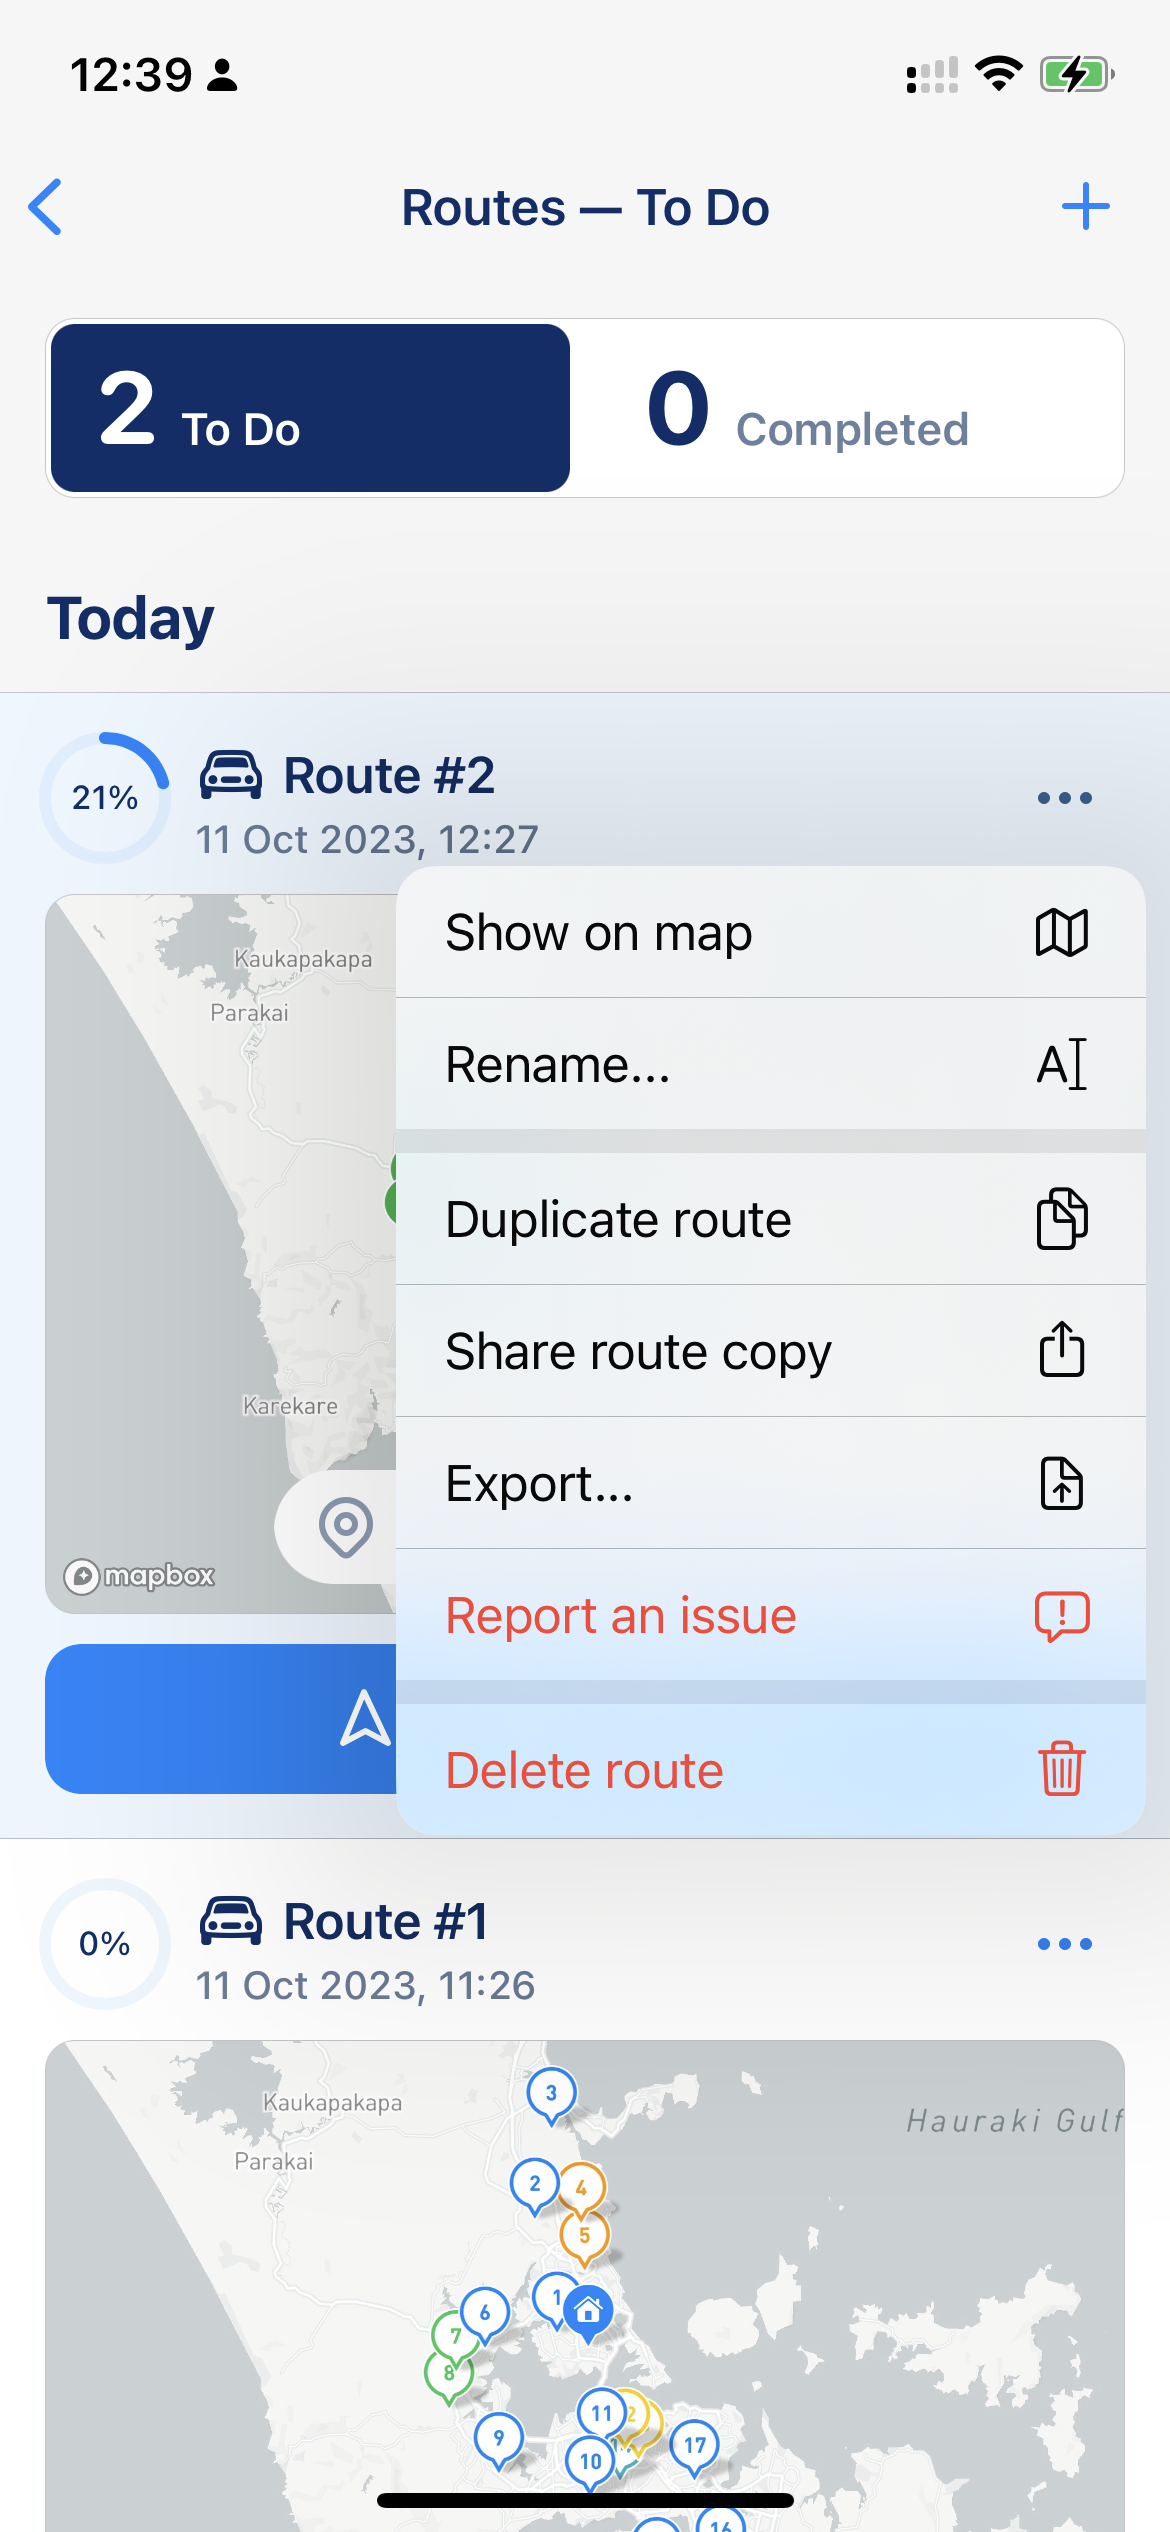 12:39
Routes — To Do
2 To Do
0 Completed
Today
21%
Route #2
11 Oct 2023, 12:27
Kaukapakapa
Parakai
Karekare
mapbox
Show on map
Rename...
Duplicate route
Share route copy
Export...
Report an issue
Delete route
0%
Route #1
11 Oct 2023, 11:26
Kaukapakapa
Hauraki Gulf
Parakai
3
2
4
5
1
6
7
8
11
2
9
10
17
16